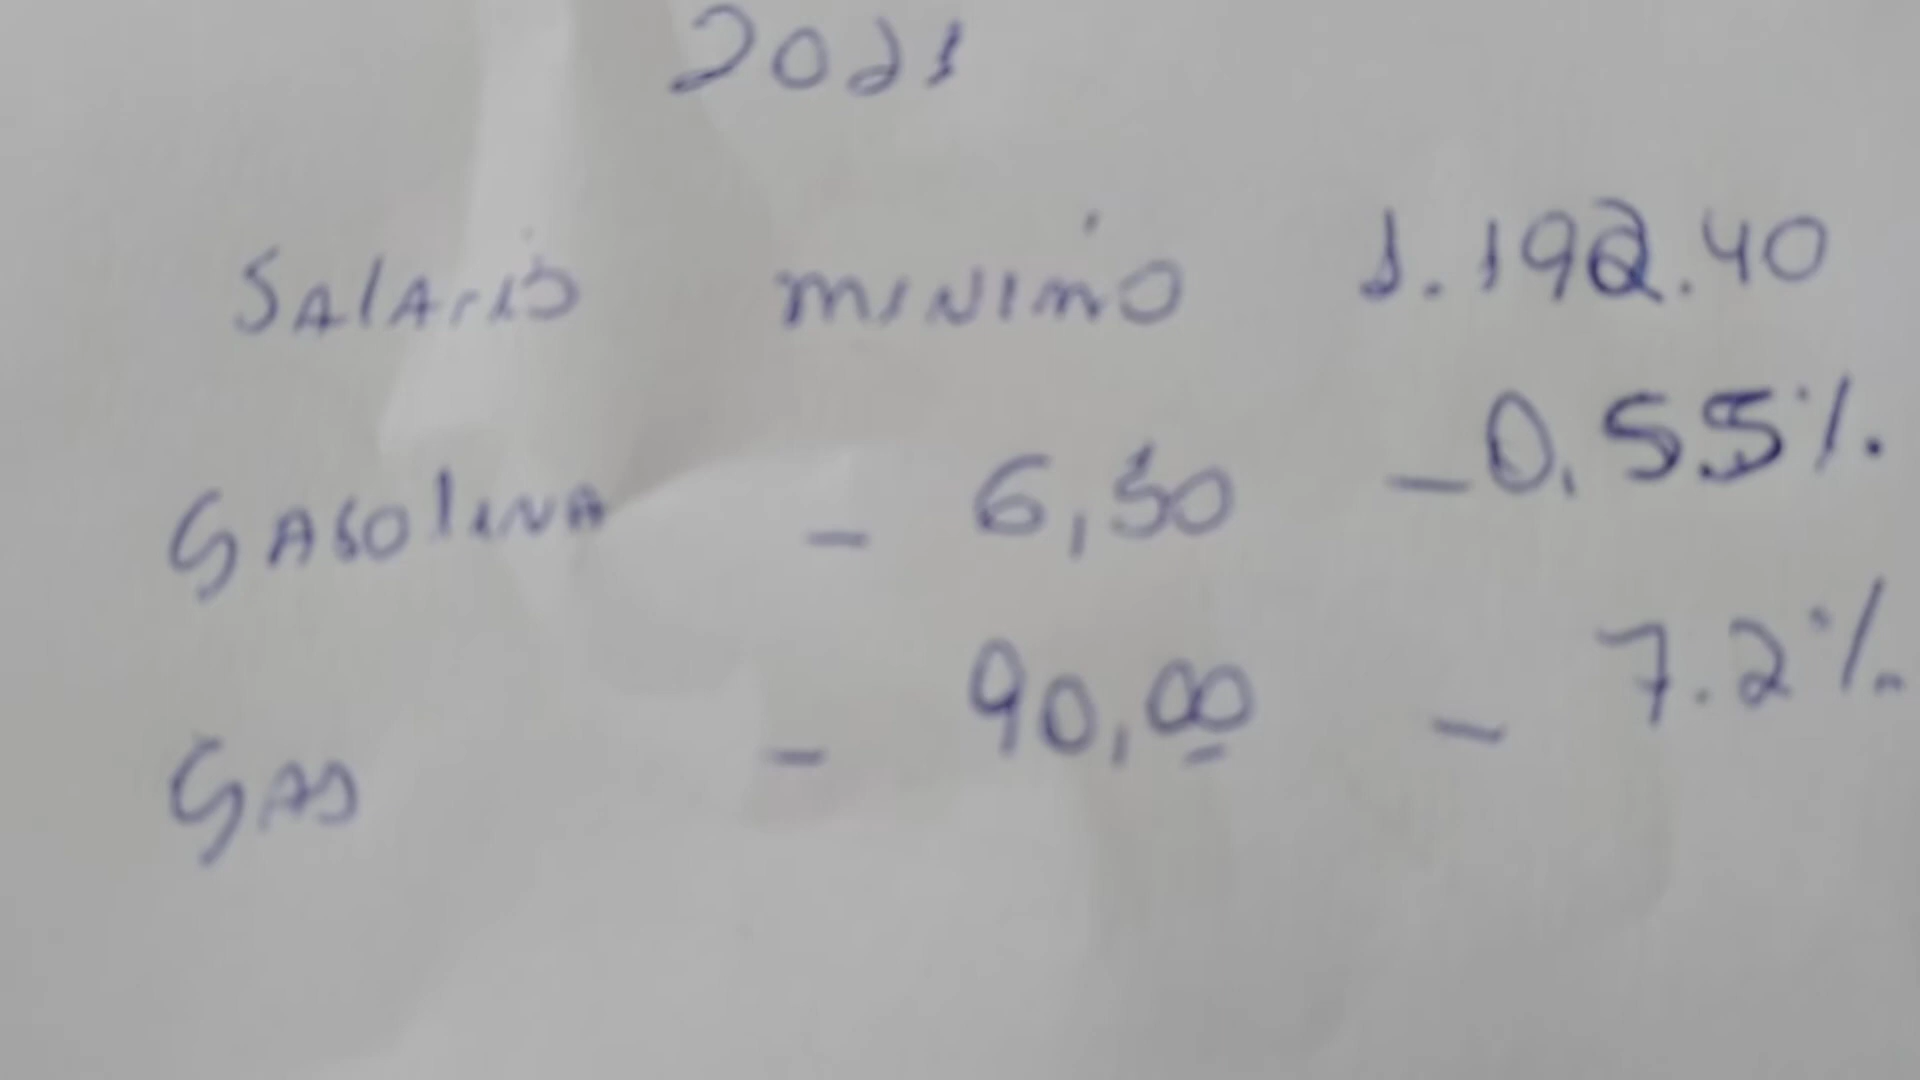 2021
SALARIO MINIMO 1.192.40
GASOLINA - 6,50 - 0,55%.
GAS - 90,00 - 7.2%.